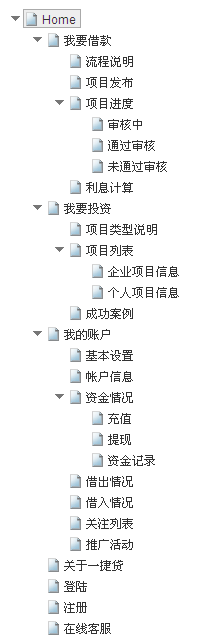 Home
我要借款
流程说明
项目发布
项目进度
审核中
通过审核
未通过审核
利息计算
我要投资
项目类型说明
项目列表
企业项目信息
个人项目信息
成功案例
我的账户
基本设置
帐户信息
资金情况
充值
提现
资金记录
借出情况
借入情况
关注列表
推广活动
关于一捷贷
登陆
注册
在线客服